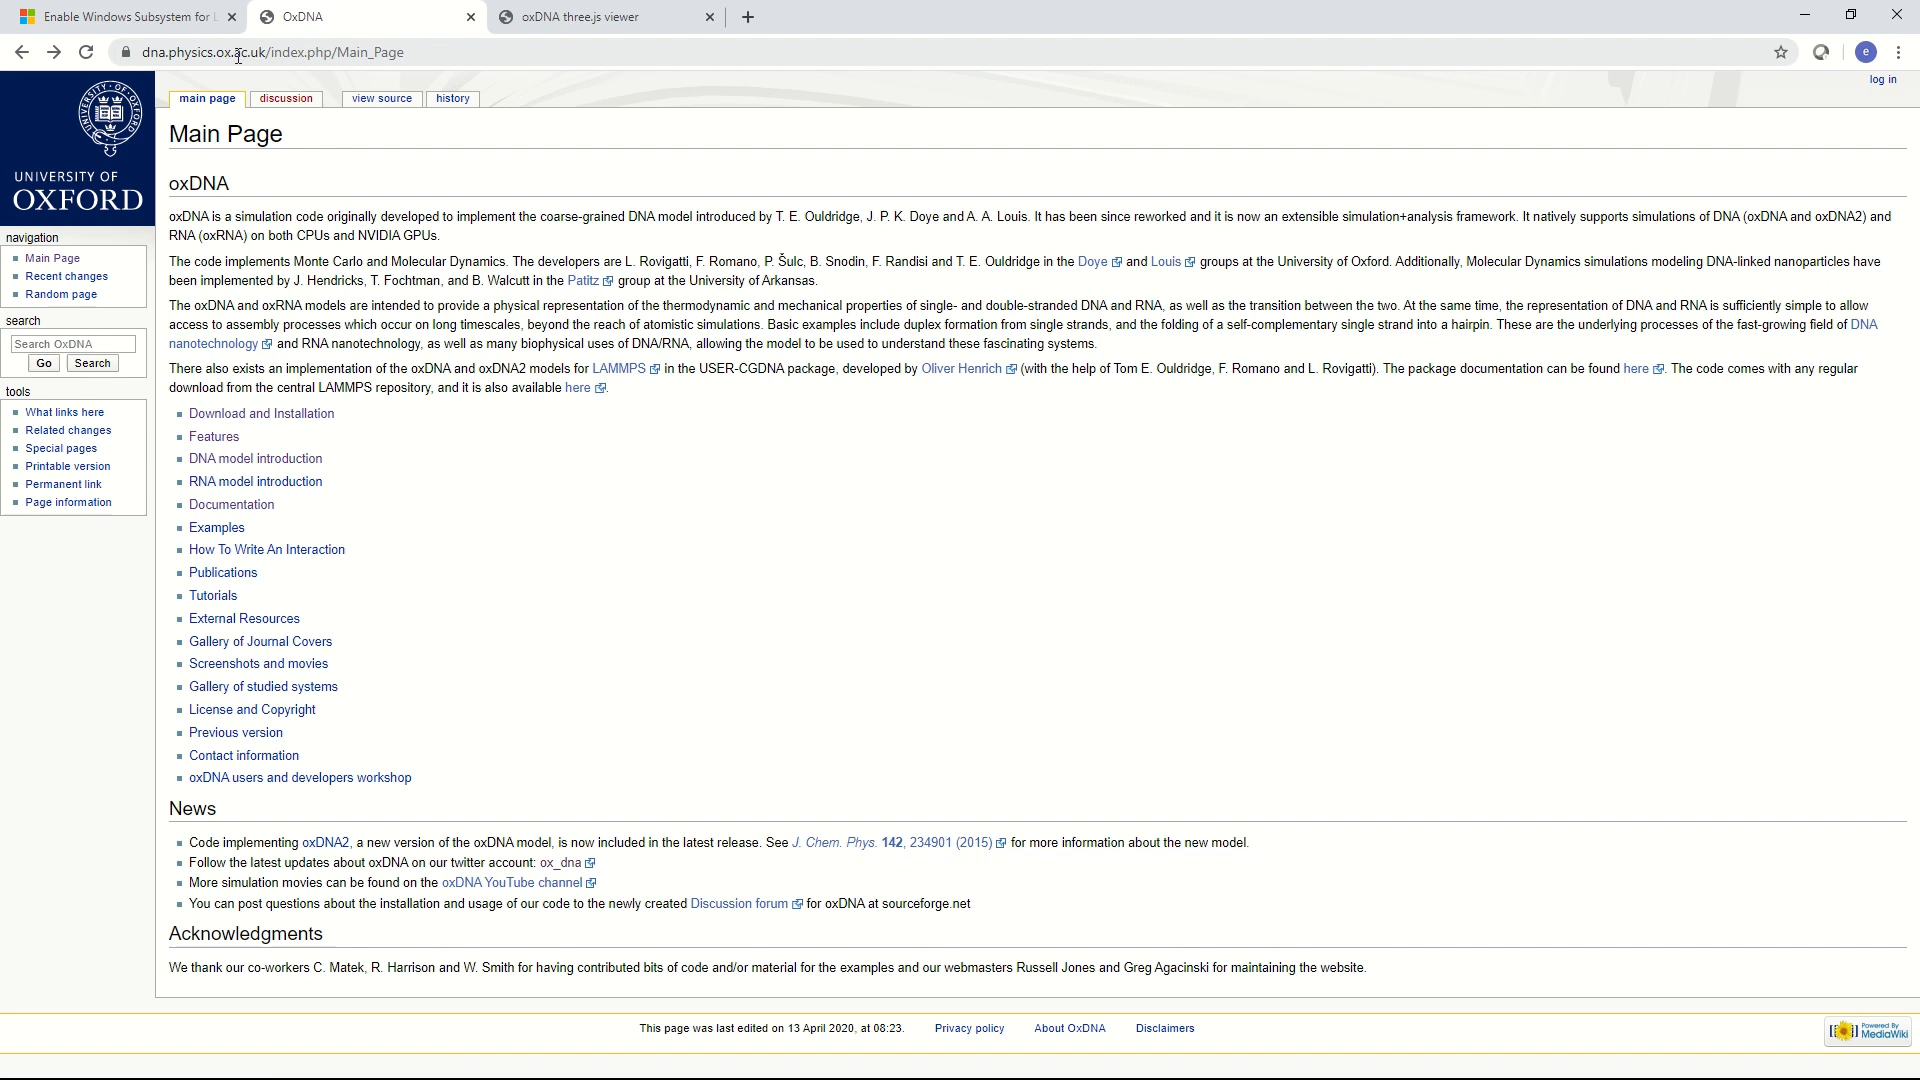 Enable Windows Subsystem for L
OxDNA
oxDNA three.js viewer
dna.physics.ox.ac.uk/index.php/Main_Page
e
log in
UNIVERSITY OF
OXFORD
navigation
Main Page
Recent changes
Random page
search
Search OxDNA
Go Search
tools
What links here
Related changes
Special pages
Printable version
Permanent link
Page information
main page discussion view source history
Main Page
oxDNA
oxDNA is a simulation code originally developed to implement the coarse-grained DNA model introduced by T. E. Ouldridge, J. P. K. Doye and A. A. Louis. It has been since reworked and it is now an extensible simulation+analysis framework. It natively supports simulations of DNA (oxDNA and oxDNA2) and
RNA (oxRNA) on both CPUs and NVIDIA GPUs.
The code implements Monte Carlo and Molecular Dynamics. The developers are L. Rovigatti, F. Romano, P. Šulc, B. Snodin, F. Randisi and T. E. Ouldridge in the Doye and Louis groups at the University of Oxford. Additionally, Molecular Dynamics simulations modeling DNA-linked nanoparticles have
been implemented by J. Hendricks, T. Fochtman, and B. Walcutt in the Patitz group at the University of Arkansas.
The oxDNA and oxRNA models are intended to provide a physical representation of the thermodynamic and mechanical properties of single- and double-stranded DNA and RNA, as well as the transition between the two. At the same time, the representation of DNA and RNA is sufficiently simple to allow
access to assembly processes which occur on long timescales, beyond the reach of atomistic simulations. Basic examples include duplex formation from single strands, and the folding of a self-complementary single strand into a hairpin. These are the underlying processes of the fast-growing field of DNA
nanotechnology and RNA nanotechnology, as well as many biophysical uses of DNA/RNA, allowing the model to be used to understand these fascinating systems.
There also exists an implementation of the oxDNA and oxDNA2 models for LAMMPS in the USER-CGDNA package, developed by Oliver Henrich (with the help of Tom E. Ouldridge, F. Romano and L. Rovigatti). The package documentation can be found here . The code comes with any regular
download from the central LAMMPS repository, and it is also available here .
Download and Installation
Features
DNA model introduction
RNA model introduction
Documentation
Examples
How To Write An Interaction
Publications
Tutorials
External Resources
Gallery of Journal Covers
Screenshots and movies
Gallery of studied systems
License and Copyright
Previous version
Contact information
oxDNA users and developers workshop
News
Code implementing oxDNA2, a new version of the oxDNA model, is now included in the latest release. See J. Chem. Phys. 142, 234901 (2015) for more information about the new model.
Follow the latest updates about oxDNA on our twitter account: ox_dna
More simulation movies can be found on the oxDNA YouTube channel
You can post questions about the installation and usage of our code to the newly created Discussion forum for oxDNA at sourceforge.net
Acknowledgments
We thank our co-workers C. Matek, R. Harrison and W. Smith for having contributed bits of code and/or material for the examples and our webmasters Russell Jones and Greg Agacinski for maintaining the website.
This page was last edited on 13 April 2020, at 08:23. Privacy policy About OxDNA Disclaimers
Powered By
MediaWiki